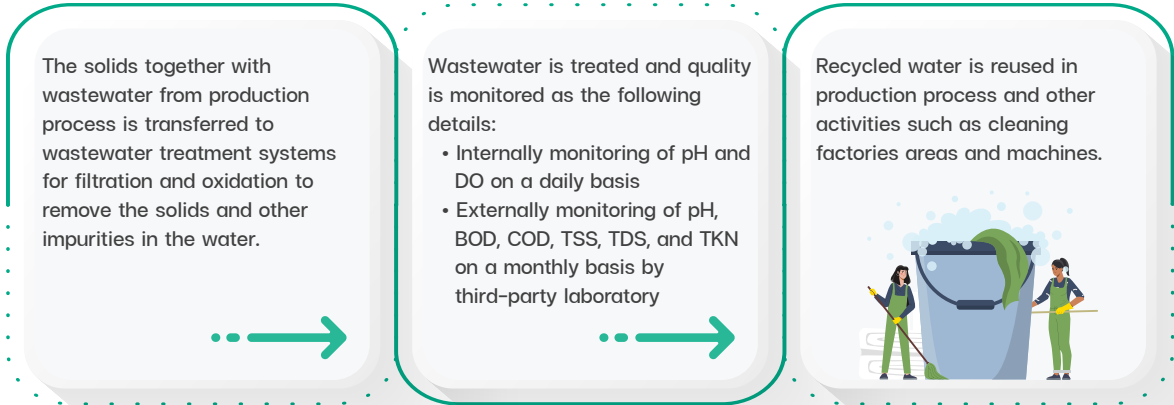 The solids together with
wastewater from production
process is transferred to
wastewater treatment systems
for filtration and oxidation to
remove the solids and other
impurities in the water.
Wastewater is treated and quality
is monitored as the following
details:
• Internally monitoring of pH and
DO on a daily basis
• Externally monitoring of pH,
BOD, COD, TSS, TDS, and TKN
on a monthly basis by
third-party laboratory
Recycled water is reused in
production process and other
activities such as cleaning
factories areas and machines.